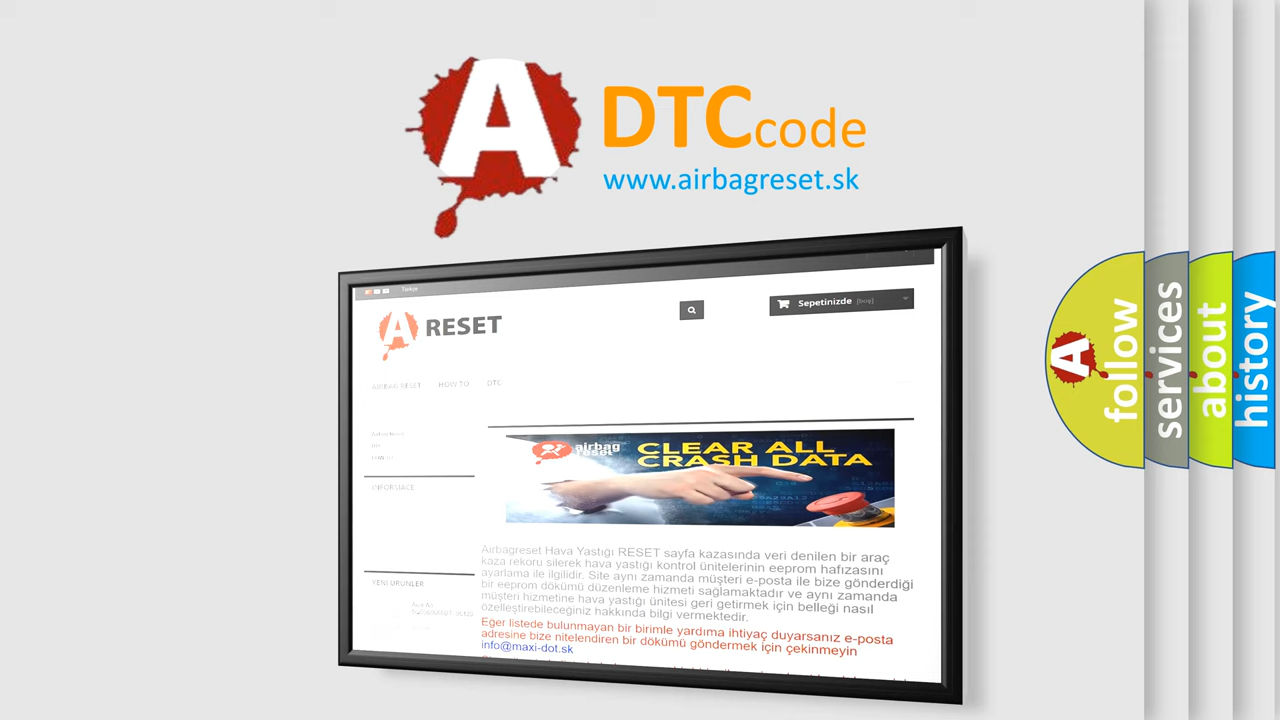 A DTCcode
www.airbagreset.sk
Türkçe
A RESET
Sepetinizde [boş]
AIRBAG RESET HOW TO DTC
INFORMACE
airbag
reset
CLEAR ALL
CRASH DATA
Airbagreset Hava Yastığı RESET sayfa kazasında veri denilen bir araç
kaza rekoru silerek hava yastığı kontrol ünitelerinin eeprom hafızasını
ayarlama ile ilgilidir. Site aynı zamanda müşteri e-posta ile bize gönderdiği
bir eeprom dökümü düzenleme hizmeti sağlamaktadır ve aynı zamanda
müşteri hizmetine hava yastığı ünitesi geri getirmek için belleği nasıl
özelleştirebileceginiz hakkında bilgi vermektedir.
Eğer listede bulunmayan bir birimle yardıma ihtiyaç duyarsanız e-posta
adresine bize nitelendiren bir dökümü göndermek için çekinmeyin
info@maxi-dot.sk
YENİ ÜRÜNLER
A follow
services
about
history